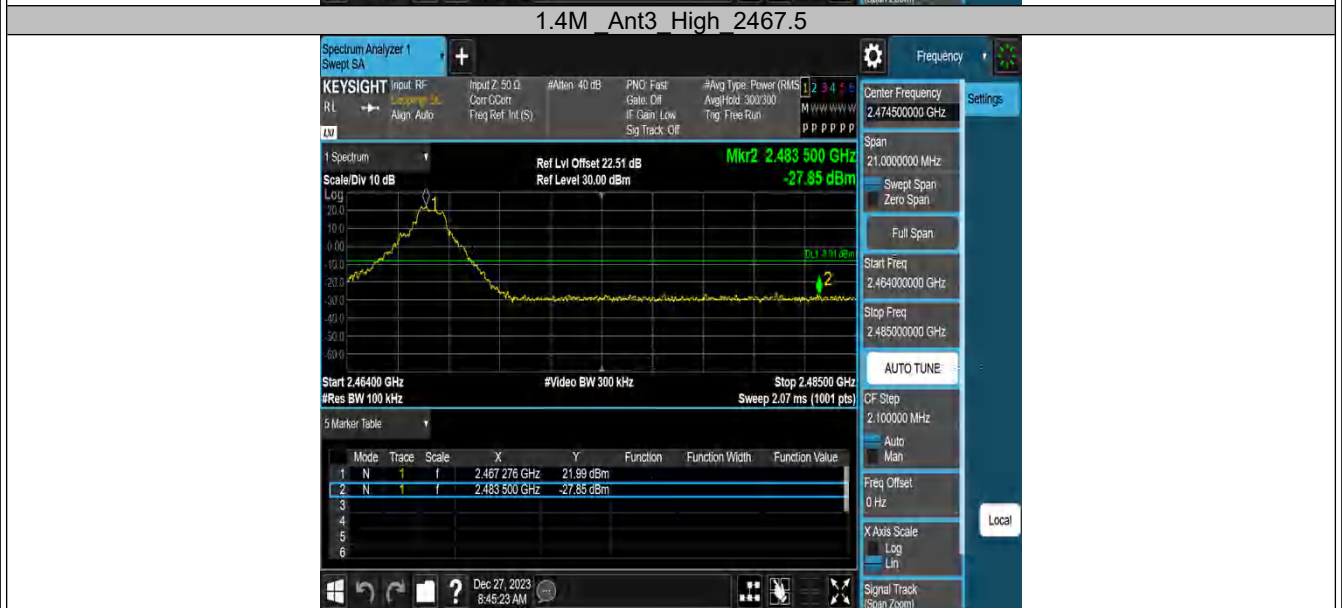 1.4M _Ant3_High_2467.5
Spectrum Analyzer 1
Swept SA
Frequency
KEYSIGHT
RL
LXI
Input: RF
Align: Auto
Input Z: 50 Ω
Corr CCorr
Freq Ref: Int (S)
#Atten: 40 dB
PNO: Fast
Gate: Off
IF Gain: Low
Sig Track: Off
#Avg Type: Power (RMS
Avg|Hold: 300/300
Trig: Free Run
1 2 3 4 5 6
M W W W W W
P P P P P P
Center Frequency
2.474500000 GHz
Settings
Span
21.0000000 MHz
Swept Span
Zero Span
Full Span
Start Freq
2.464000000 GHz
Stop Freq
2.485000000 GHz
AUTO TUNE
CF Step
2.100000 MHz
Auto
Man
Freq Offset
0 Hz
X Axis Scale
Log
Lin
Signal Track
(Span Zoom)
Local
1 Spectrum
Scale/Div 10 dB
Ref Lvl Offset 22.51 dB
Ref Level 30.00 dBm
Mkr2 2.483 500 GHz
-27.85 dBm
Log
20.0
10.0
0.00
-10.0
-20.0
-30.0
-40.0
-50.0
-60.0
1
2
Start 2.46400 GHz
#Res BW 100 kHz
#Video BW 300 kHz
Stop 2.48500 GHz
Sweep 2.07 ms (1001 pts)
5 Marker Table
Mode Trace Scale X Y Function Function Width Function Value
1 N 1 f 2.467 276 GHz 21.99 dBm
2 N 1 f 2.483 500 GHz -27.85 dBm
3
4
5
6
?
Dec 27, 2023
8:45:23 AM